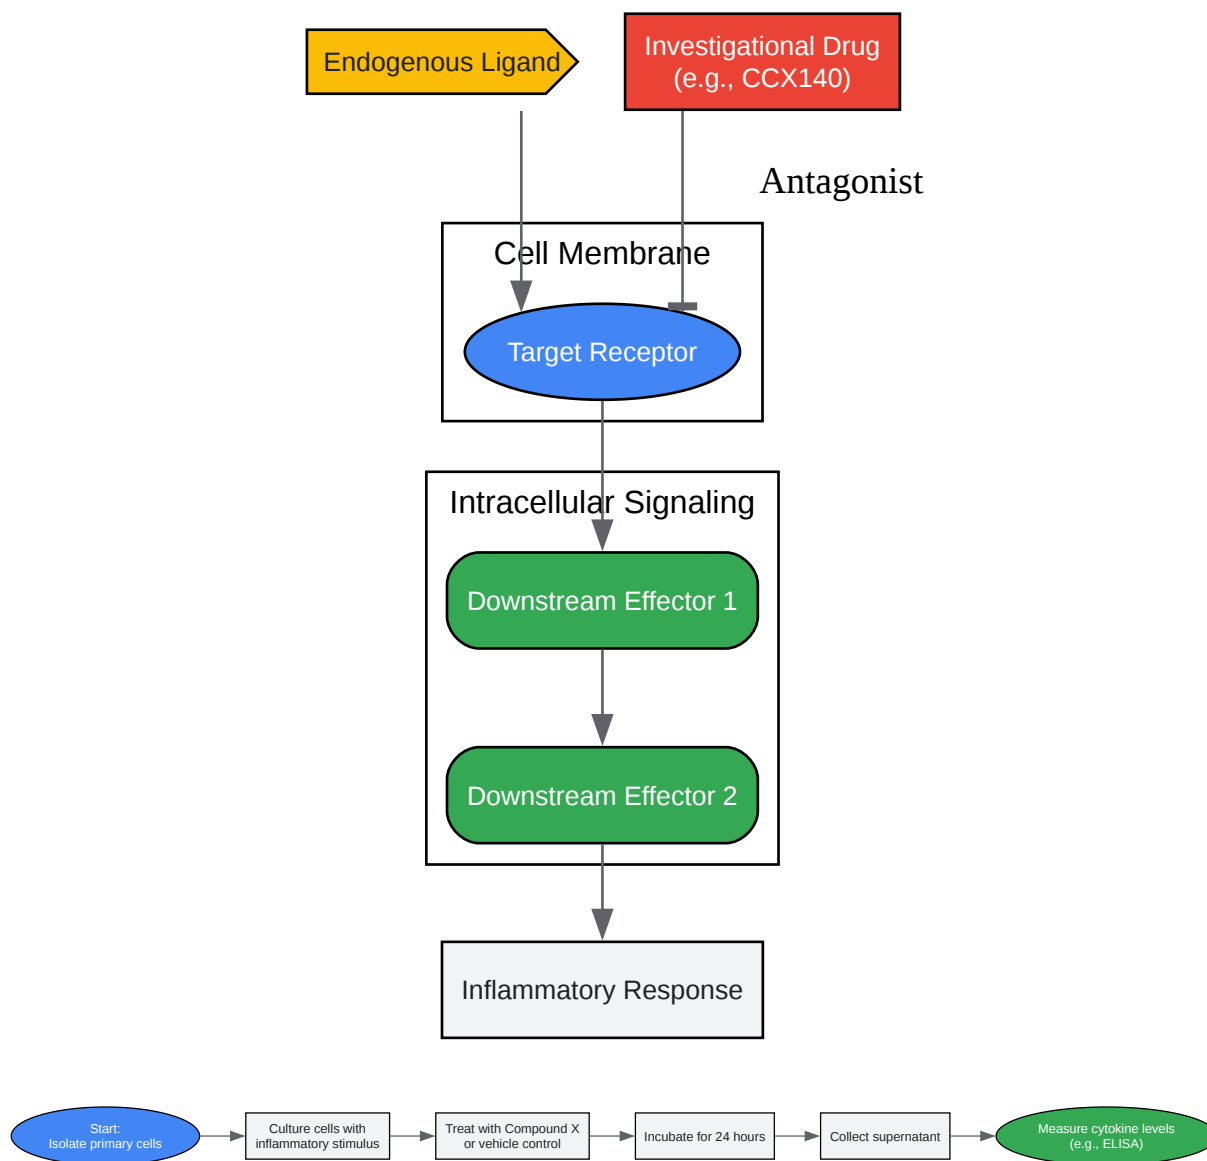 Endogenous Ligand
Investigational Drug
(e.g., CCX140)
Antagonist
Cell Membrane
Target Receptor
Intracellular Signaling
Downstream Effector 1
Downstream Effector 2
Inflammatory Response
Start:
Isolate primary cells
Culture cells with
inflammatory stimulus
Treat with Compound X
or vehicle control
Incubate for 24 hours
Collect supernatant
Measure cytokine levels
(e.g., ELISA)